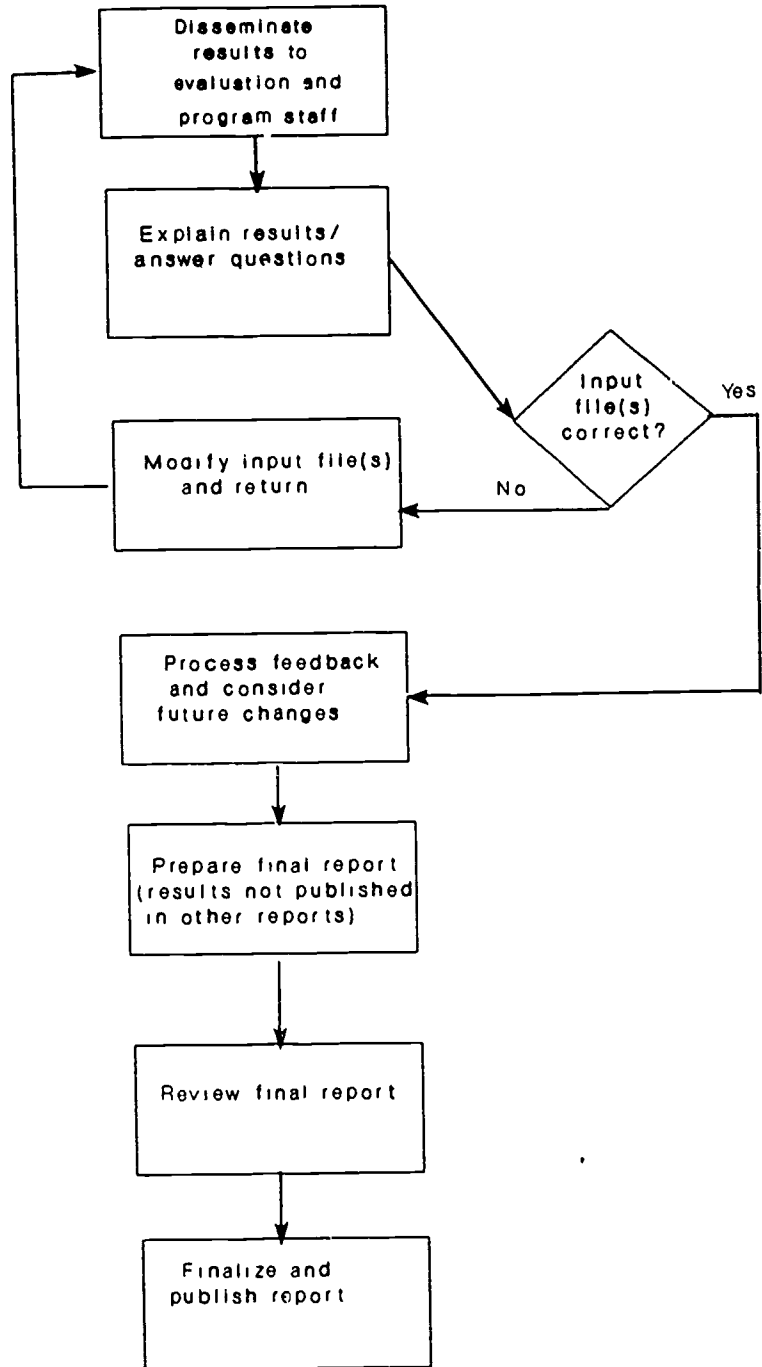 Disseminate
results to
evaluation and
program staff
Explain results/
answer questions
Input
file(s)
correct?
Yes
No
Modify input file(s)
and return
Process feedback
and consider
future changes
Prepare final report
(results not published
in other reports)
Review final report
Finalize and
publish report